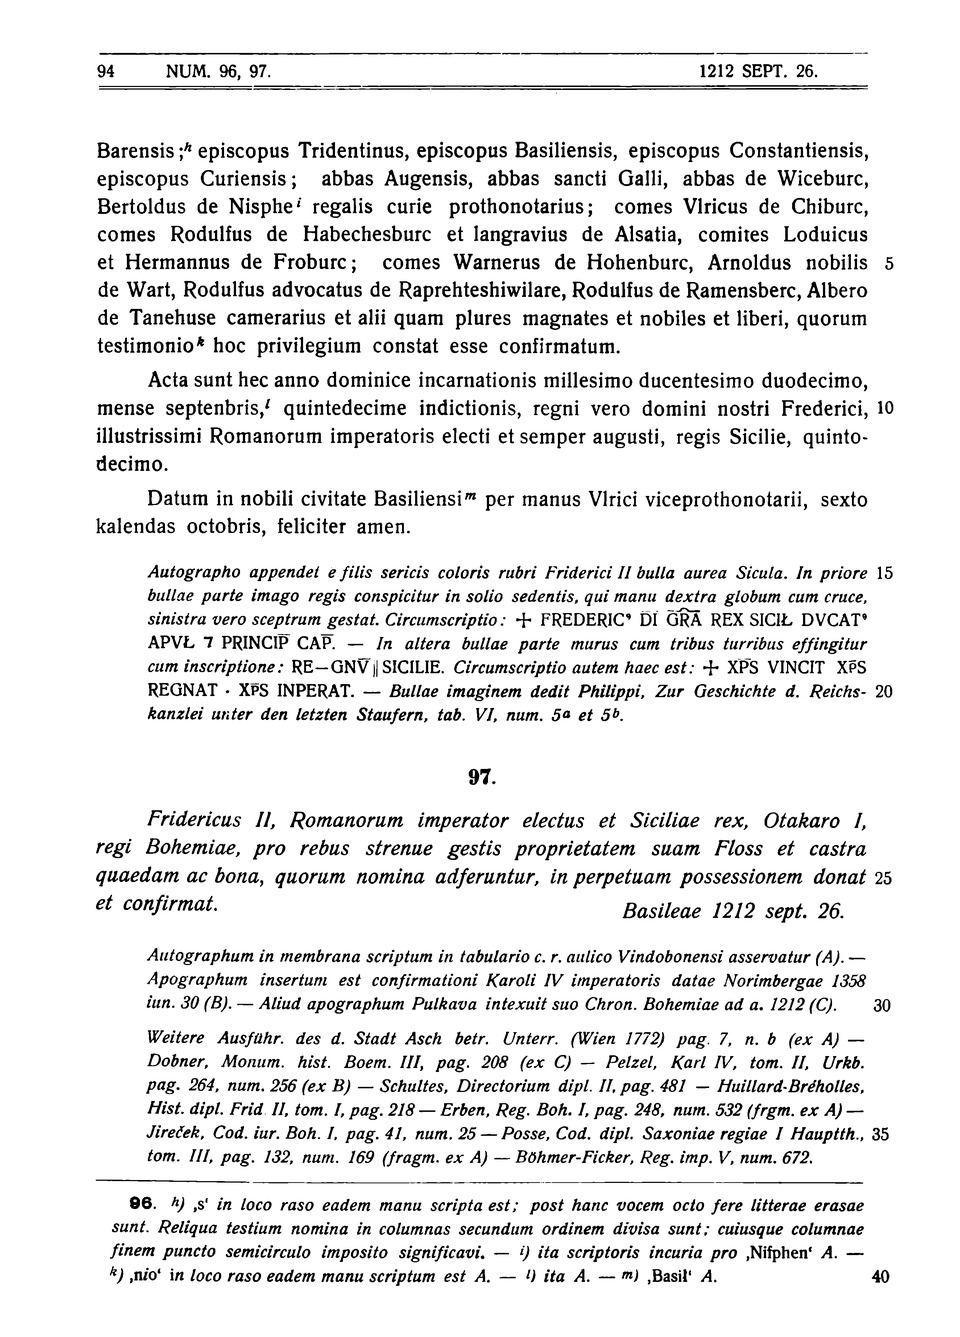 94 NUM. 96, 97. 1212 SEPT. 26.
Barensis;ʰ episcopus Tridentinus, episcopus Basiliensis, episcopus Constantiensis,
episcopus Curiensis; abbas Augensis, abbas sancti Galli, abbas de Wiceburc,
Bertoldus de Nispheⁱ regalis curie prothonotarius; comes Vlricus de Chiburc,
comes Rodulfus de Habechesburc et langravius de Alsatia, comites Loduicus
et Hermannus de Froburc; comes Warnerus de Hohenburc, Arnoldus nobilis 5
de Wart, Rodulfus advocatus de Raprehteshiwilare, Rodulfus de Ramensberc, Albero
de Tanehuse camerarius et alii quam plures magnates et nobiles et liberi, quorum
testimonioᵏ hoc privilegium constat esse confirmatum.
Acta sunt hec anno dominice incarnationis millesimo ducentesimo duodecimo,
mense septenbris,ˡ quintedecime indictionis, regni vero domini nostri Frederici, 10
illustrissimi Romanorum imperatoris electi et semper augusti, regis Sicilie, quinto-
decimo.
Datum in nobili civitate Basiliensiᵐ per manus Vlrici viceprothonotarii, sexto
kalendas octobris, feliciter amen.
Autographo appendet e filis sericis coloris rubri Friderici II bulla aurea Sicula. In priore 15
bullae parte imago regis conspicitur in solio sedentis, qui manu dextra globum cum cruce,
sinistra vero sceptrum gestat. Circumscriptio: + FREDERIC⁹ DI̅ GR̅A̅ REX SICIŁ DVCAT⁹
APVŁ ⁊ PRINCIP̅ CAP̅. — In altera bullae parte murus cum tribus turribus effingitur
cum inscriptione: RE—GNV̅ || SICILIE. Circumscriptio autem haec est: + XP̅S VINCIT XP̅S
REGNAT · XP̅S INPERAT. — Bullae imaginem dedit Philippi, Zur Geschichte d. Reichs- 20
kanzlei unter den letzten Staufern, tab. VI, num. 5ᵃ et 5ᵇ.
97.
Fridericus II, Romanorum imperator electus et Siciliae rex, Otakaro I,
regi Bohemiae, pro rebus strenue gestis proprietatem suam Floss et castra
quaedam ac bona, quorum nomina adferuntur, in perpetuam possessionem donat 25
et confirmat. Basileae 1212 sept. 26.
Autographum in membrana scriptum in tabulario c. r. aulico Vindobonensi asservatur (A). —
Apographum insertum est confirmationi Karoli IV imperatoris datae Norimbergae 1358
iun. 30 (B). — Aliud apographum Pulkava intexuit suo Chron. Bohemiae ad a. 1212 (C). 30
Weitere Ausführ. des d. Stadt Asch betr. Unterr. (Wien 1772) pag. 7, n. b (ex A) —
Dobner, Monum. hist. Boem. III, pag. 208 (ex C) — Pelzel, Karl IV, tom. II, Urkb.
pag. 264, num. 256 (ex B) — Schultes, Directorium dipl. II, pag. 481 — Huillard-Bréholles,
Hist. dipl. Frid II, tom. I, pag. 218 — Erben, Reg. Boh. I, pag. 248, num. 532 (frgm. ex A) —
Jireček, Cod. iur. Boh. I, pag. 41, num. 25 — Posse, Cod. dipl. Saxoniae regiae I Hauptth., 35
tom. III, pag. 132, num. 169 (fragm. ex A) — Böhmer-Ficker, Reg. imp. V, num. 672.
96. ʰ) ‚s‘ in loco raso eadem manu scripta est; post hanc vocem octo fere litterae erasae
sunt. Reliqua testium nomina in columnas secundum ordinem divisa sunt; cuiusque columnae
finem puncto semicirculo imposito significavi. — ⁱ) ita scriptoris incuria pro ‚Nifphen‘ A. —
ᵏ) ‚nio‘ in loco raso eadem manu scriptum est A. — ˡ) ita A. — ᵐ) ‚Basił‘ A. 40